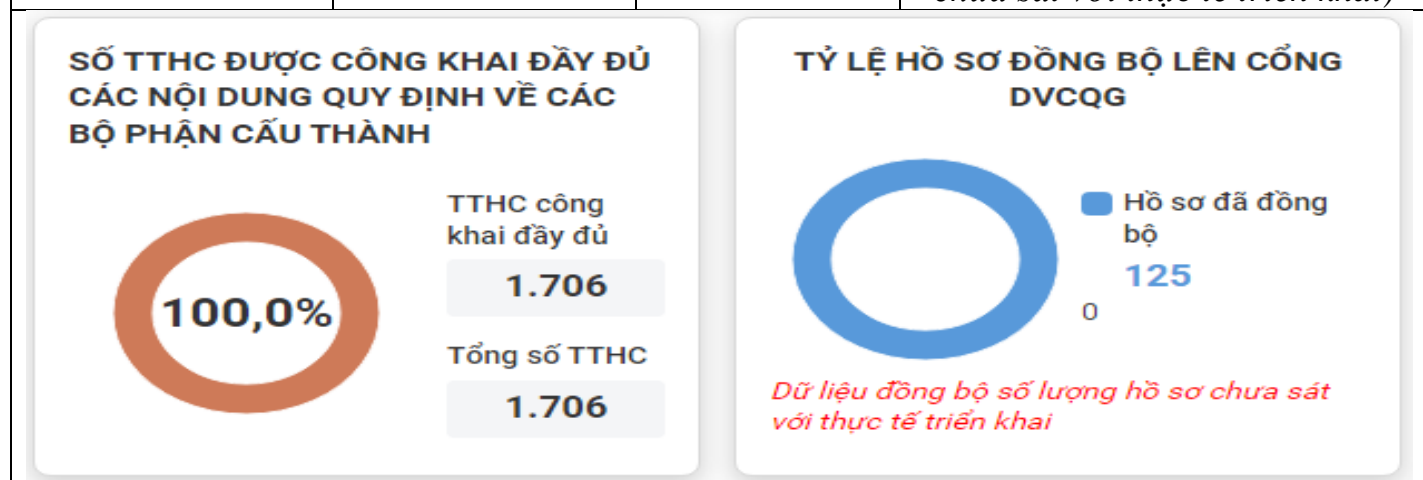 SỐ TTHC ĐƯỢC CÔNG KHAI ĐẦY ĐỦ
CÁC NỘI DUNG QUY ĐỊNH VỀ CÁC
BỘ PHẬN CẤU THÀNH
100,0%
TTHC công
khai đầy đủ
1.706
Tổng số TTHC
1.706
TỶ LỆ HỒ SƠ ĐỒNG BỘ LÊN CỔNG
DVCQG
Hồ sơ đã đồng
bộ
125
0
Dữ liệu đồng bộ số lượng hồ sơ chưa sát
với thực tế triển khai